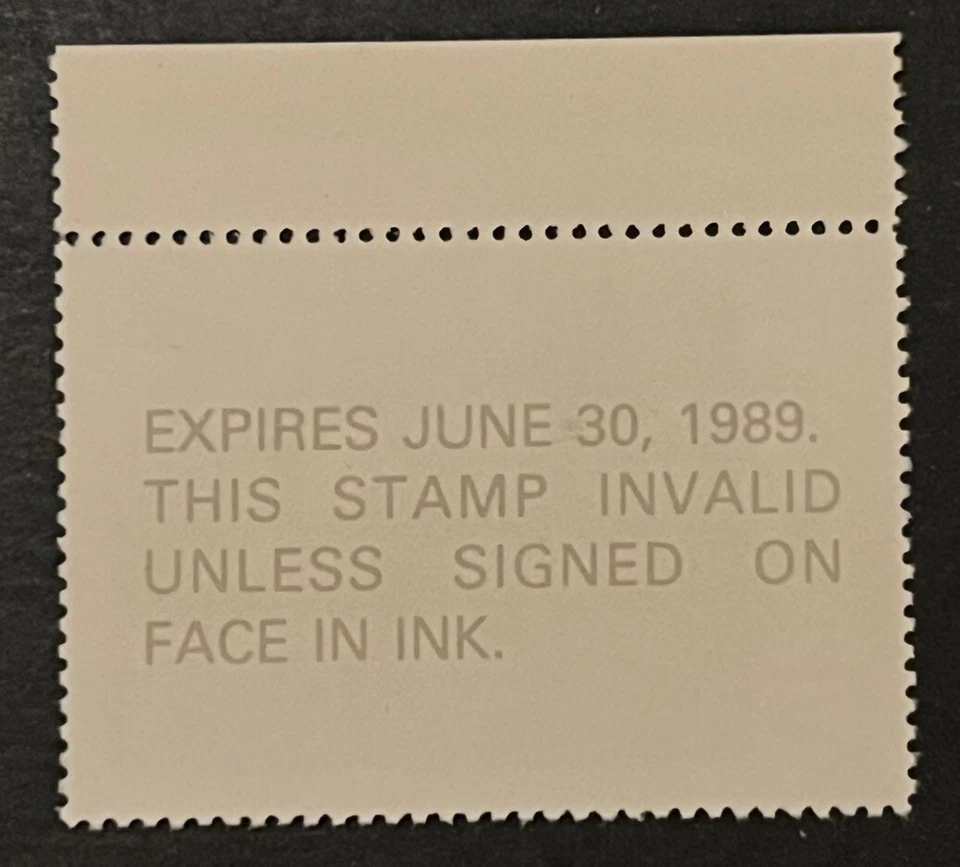 EXPIRES JUNE 30, 1989.
THIS STAMP INVALID
UNLESS SIGNED ON
FACE IN INK.